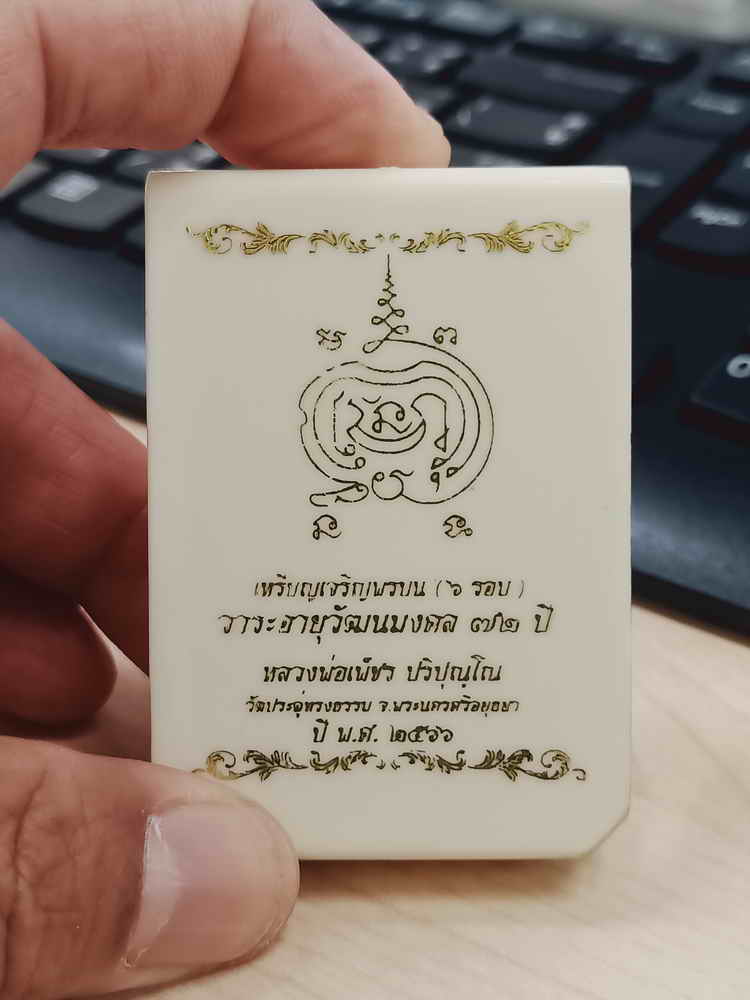 เหรียญเจริญพรบน (๖ รอบ)
วาระอายุวัฒนมงคล ๗๒ ปี
หลวงพ่อเพ็ชร ปริปุณฺโณ
วัดประดู่ทรงธรรม จ.พระนครศรีอยุธยา
ปี พ.ศ. ๒๕๖๖